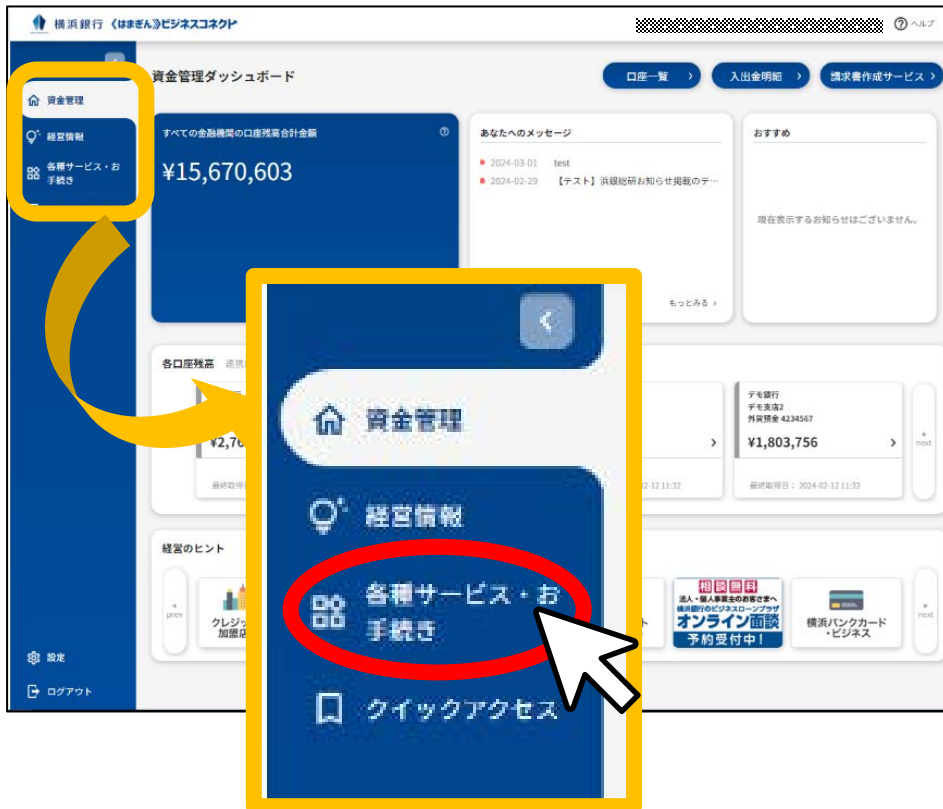 横浜銀行 《はまぎん》ビジネスコネクト
ヘルプ
資金管理
経営情報
各種サービス・お
手続き
設定
ログアウト
資金管理ダッシュボード
口座一覧
入出金明細
請求書作成サービス
すべての金融機関の口座残高合計金額
¥15,670,603
あなたへのメッセージ
2024-03-01 test
2024-02-29 【テスト】浜銀総研お知らせ掲載のテ…
もっとみる
おすすめ
現在表示するお知らせはございません。
各口座残高
¥2,76
2-12 11:32
デモ銀行
デモ支店2
外貨預金 4234567
¥1,803,756
最終取得日： 2024-02-12 11:32
next
経営のヒント
prev
クレジッ
加盟店
ト
相談無料
法人・個人事業主のお客さまへ
横浜銀行のビジネスローンプラザ
オンライン面談
予約受付中！
横浜バンクカード
・ビジネス
next
資金管理
経営情報
各種サービス・お
手続き
クイックアクセス